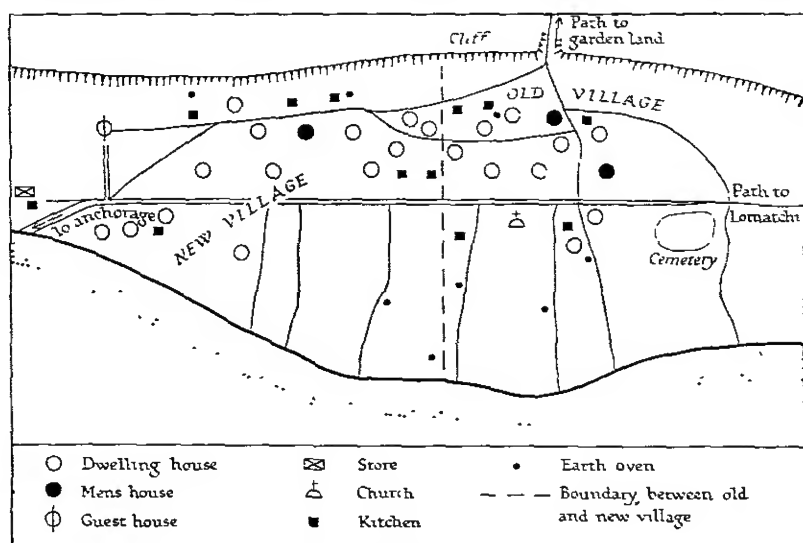 Path to
garden land
Cliff
OLD
VILLAGE
Path to
Lomatchi
To anchorage
NEW VILLAGE
Cemetery
Dwelling house
Mens house
Guest house
Store
Church
Kitchen
Earth oven
Boundary between old
and new village